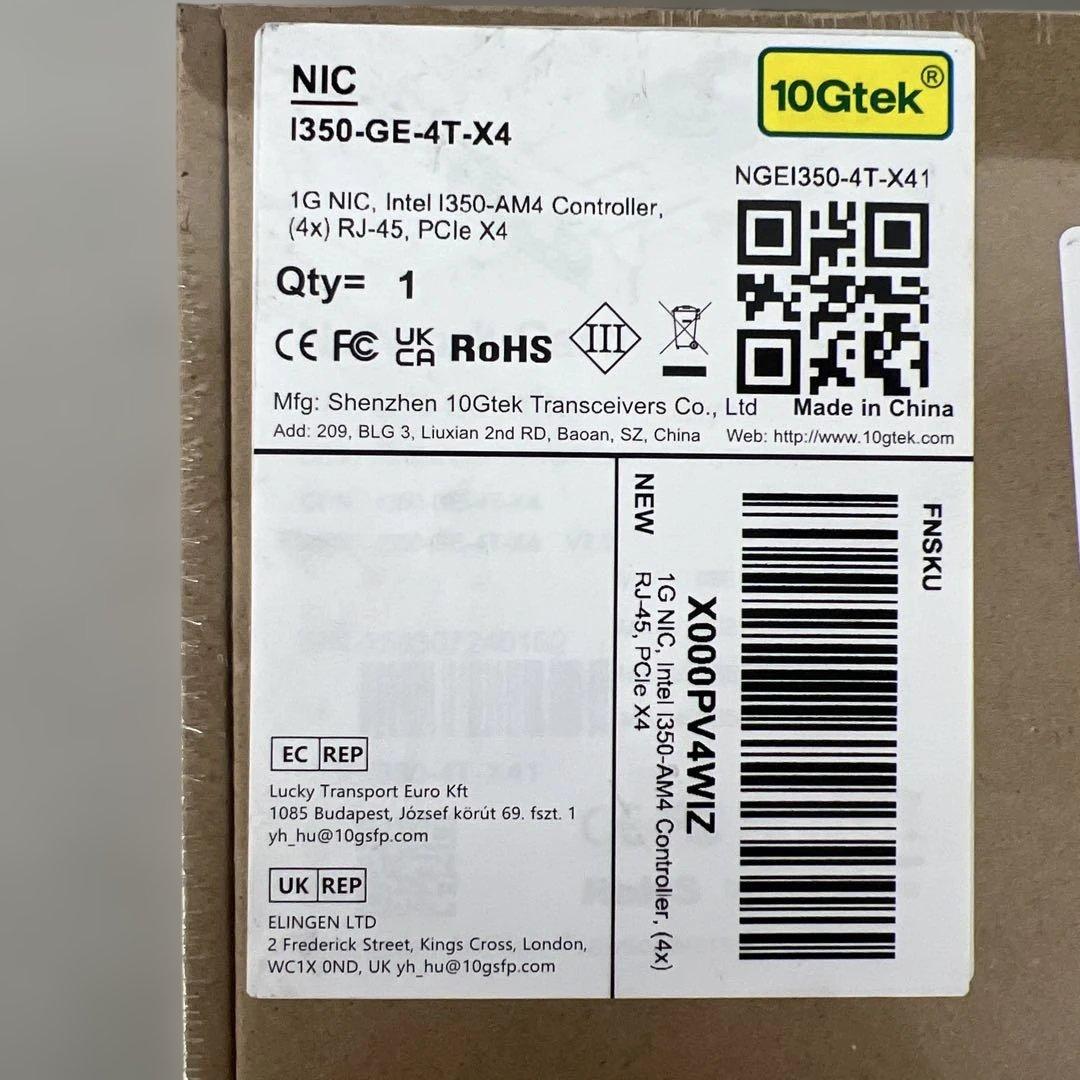 NIC
I350-GE-4T-X4
10Gtek®
NGEI350-4T-X41
1G NIC, Intel I350-AM4 Controller,
(4x) RJ-45, PCIe X4
Qty= 1
CE FC UK CA RoHS III
Mfg: Shenzhen 10Gtek Transceivers Co., Ltd Made in China
Add: 209, BLG 3, Liuxian 2nd RD, Baoan, SZ, China Web: http://www.10gtek.com
EC REP
Lucky Transport Euro Kft
1085 Budapest, József körút 69. fszt. 1
yh_hu@10gsfp.com
UK REP
ELINGEN LTD
2 Frederick Street, Kings Cross, London,
WC1X 0ND, UK yh_hu@10gsfp.com
FNSKU
X000PV4WIZ
1G NIC, Intel I350-AM4 Controller, (4x)
NEW RJ-45, PCIe X4